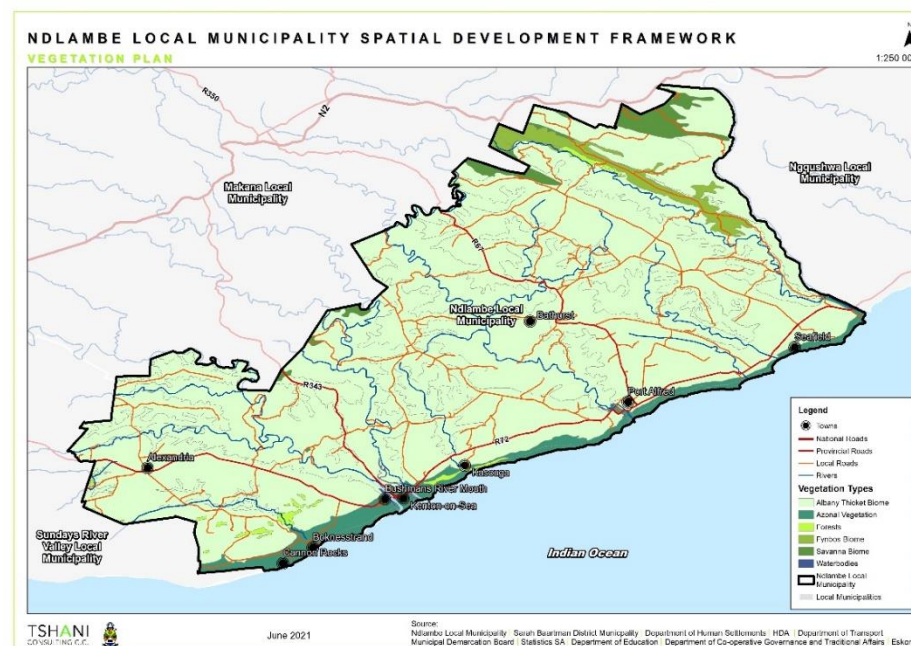 NDLAMBE LOCAL MUNICIPALITY SPATIAL DEVELOPMENT FRAMEWORK
VEGETATION PLAN
1:250 00
R350
N2
Makana Local
Municipality
Ngqushwa Local
Municipality
R67
Ndlambe Local
Municipality
Bathurst
Seafield
Port Alfred
R343
R72
Alexandria
Kasouga
Bushmans River Mouth
Kenton-on-Sea
Sundays River
Valley Local
Municipality
Boknesstrand
Cannon Rocks
Indian Ocean
Legend
Towns
National Roads
Provincial Roads
Local Roads
Rivers
Vegetation Types
Albany Thicket Biome
Azonal Vegetation
Forests
Fynbos Biome
Savanna Biome
Waterbodies
Ndlambe Local
Municipality
Local Municipalities
TSHANI
CONSULTING C.C.
June 2021
Source:
Ndlambe Local Municipality Sarah Baartman District Municipality Department of Human Settlements HDA Department of Transport
Municipal Demarcation Board Statistics SA Department of Education Department of Co-operative Governance and Traditional Affairs Eskom